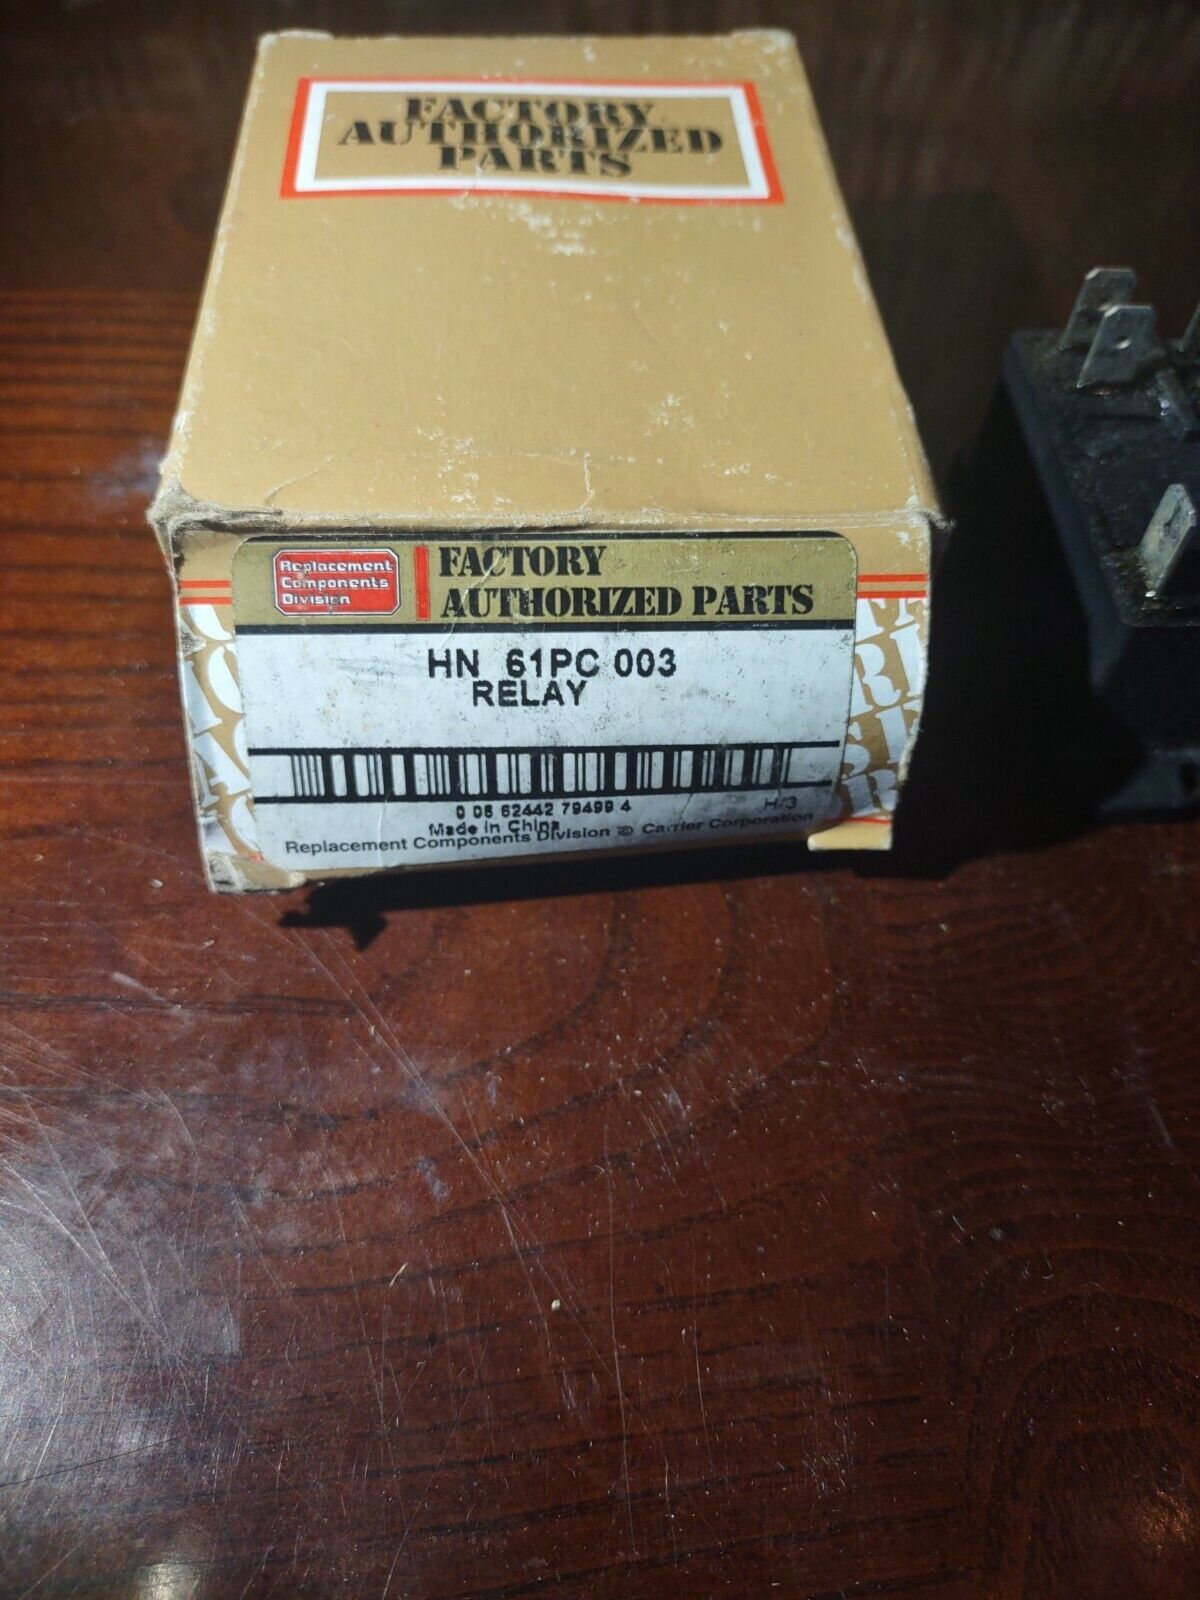 FACTORY
AUTHORIZED
PARTS
Replacement
Components
Division
FACTORY
AUTHORIZED PARTS
HN 61PC 003
RELAY
0 06 62442 79499 4
H/3
Made in China
Replacement Components Division © Carrier Corporation